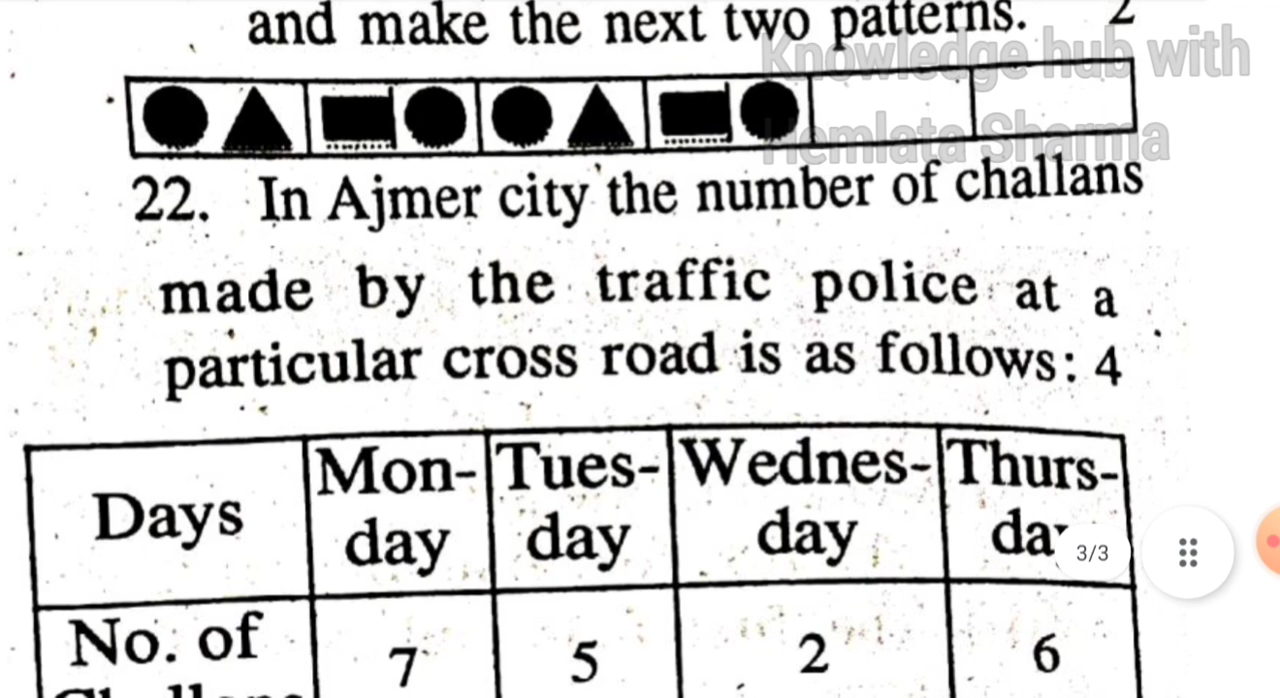 and make the next two patterns. 2
Knowledge hub with
Hemlata Sharma
22. In Ajmer city the number of challans
made by the traffic police at a
particular cross road is as follows: 4
Days Mon-day Tues-day Wednes-day Thurs-
No. of 7 5 2 6
3/3